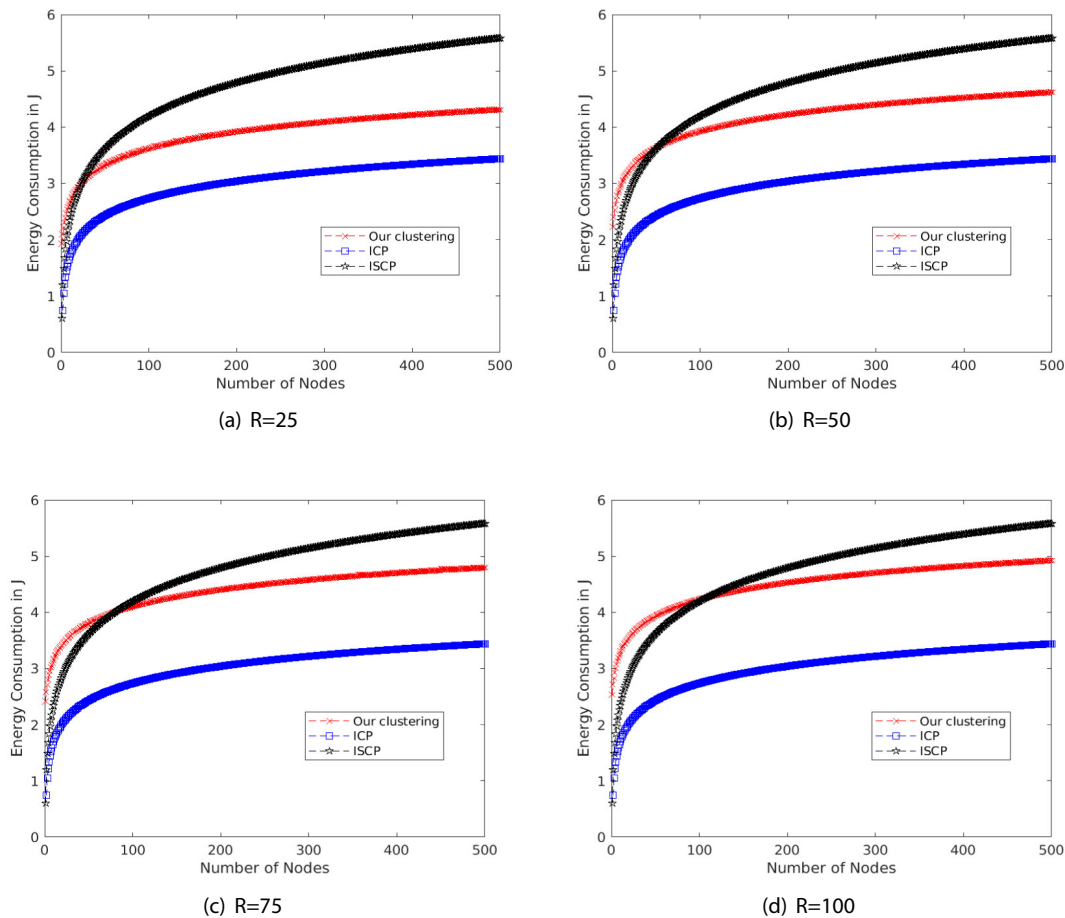 6
5
4
3
2
1
0
Energy Consumption in J
Our clustering
ICP
ISCP
0 100 200 300 400 500
Number of Nodes
(a) R=25
6
5
4
3
2
1
0
Energy Consumption in J
Our clustering
ICP
ISCP
0 100 200 300 400 500
Number of Nodes
(b) R=50
6
5
4
3
2
1
0
Energy Consumption in J
Our clustering
ICP
ISCP
0 100 200 300 400 500
Number of Nodes
(c) R=75
6
5
4
3
2
1
0
Energy Consumption in J
Our clustering
ICP
ISCP
0 100 200 300 400 500
Number of Nodes
(d) R=100